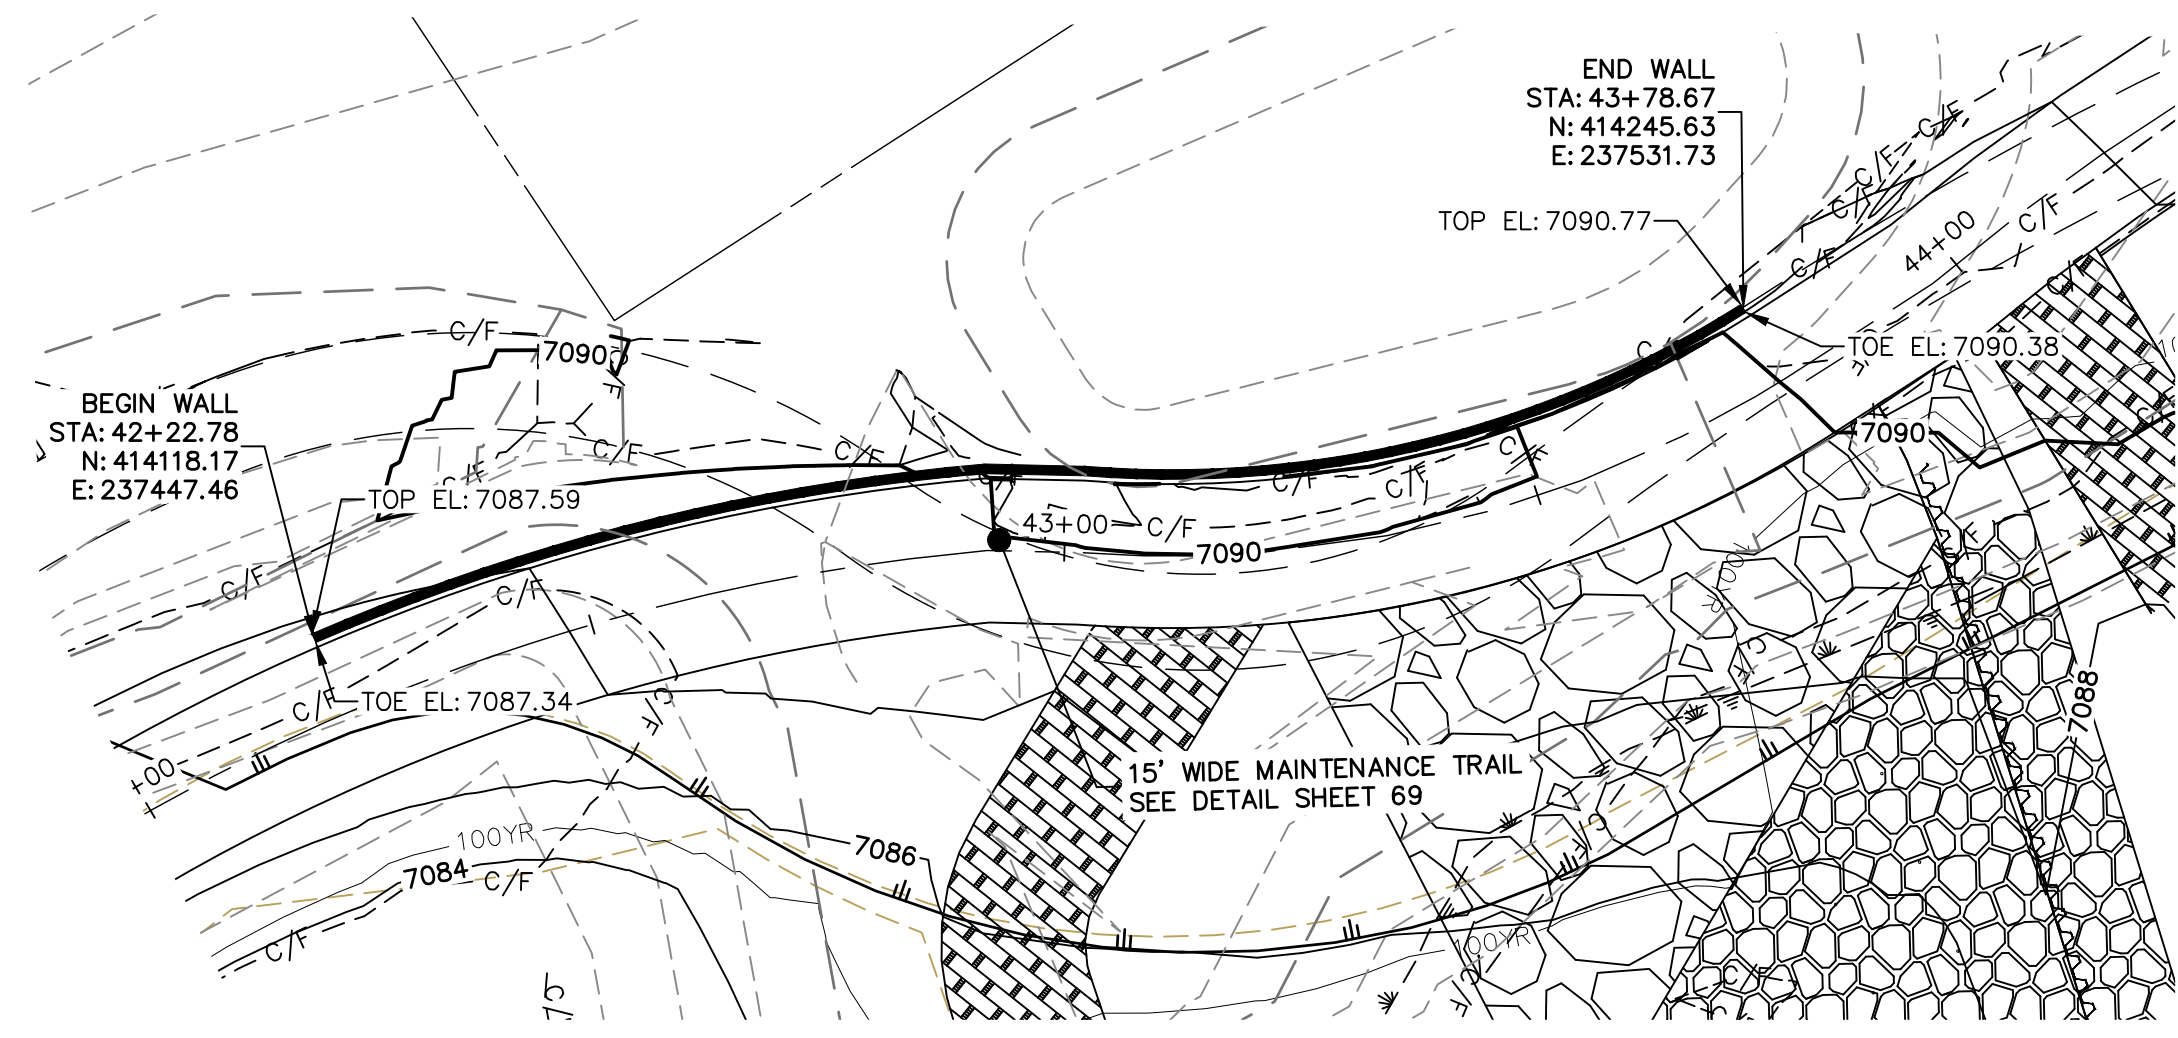 END WALL
STA: 43+78.67
N: 414245.63
E: 237531.73
TOP EL: 7090.77
C/F
C/F
C/F
C/F
C/F
44+00
C/F
C/F
7090
TOE EL: 7090.38
C/F
BEGIN WALL
STA: 42+22.78
N: 414118.17
E: 237447.46
TOP EL: 7087.59
C/F
C/F
C/F
C/F
C/F
C/F
C/F
7090
43+00
C/F
7090
C/F
C/F
TOE EL: 7087.34
C/F
C/F
7088
+00
15' WIDE MAINTENANCE TRAIL
SEE DETAIL SHEET 69
100YR
7086
7084
C/F
C/F
100YR
C/F